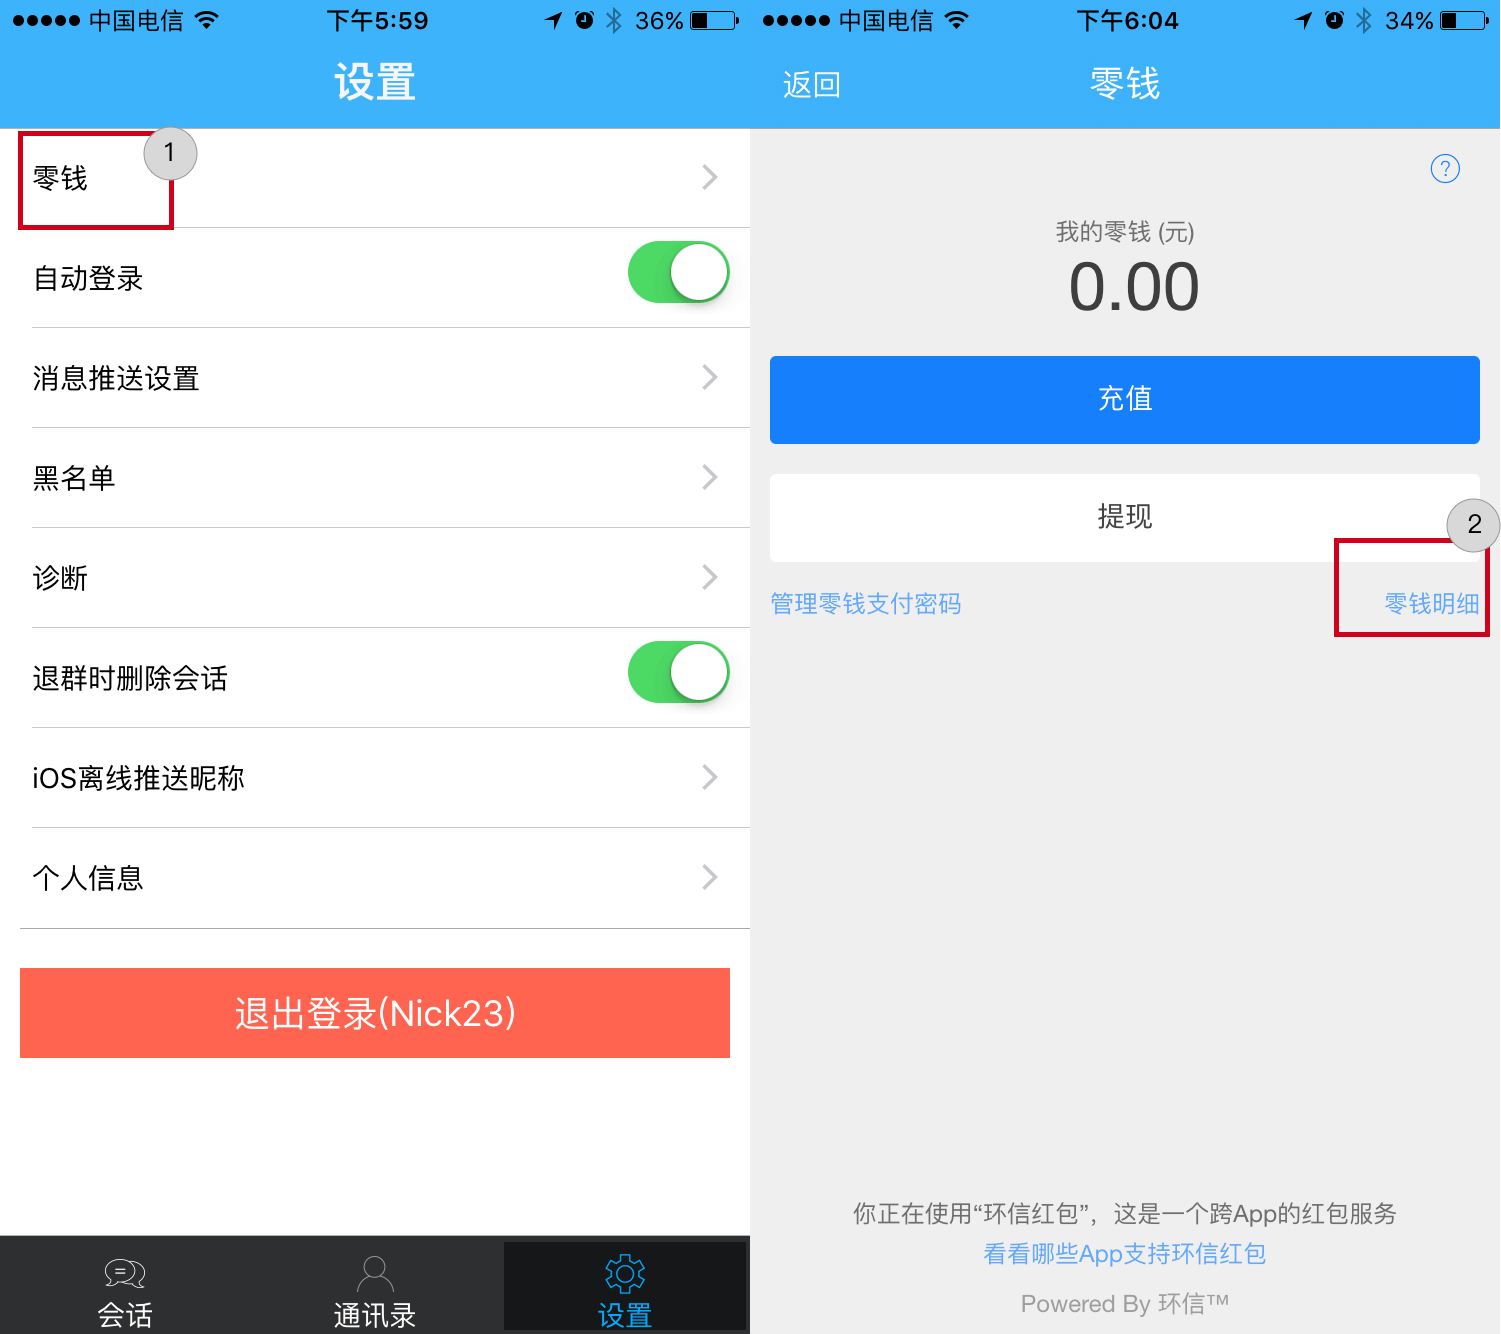 中国电信 下午5:59 36%
设置
1
零钱
自动登录
消息推送设置
黑名单
诊断
退群时删除会话
iOS离线推送昵称
个人信息
退出登录(Nick23)
会话 通讯录 设置
中国电信 下午6:04 34%
返回 零钱
?
我的零钱 (元)
0.00
充值
提现
2
管理零钱支付密码 零钱明细
你正在使用“环信红包”，这是一个跨App的红包服务
看看哪些App支持环信红包
Powered By 环信™